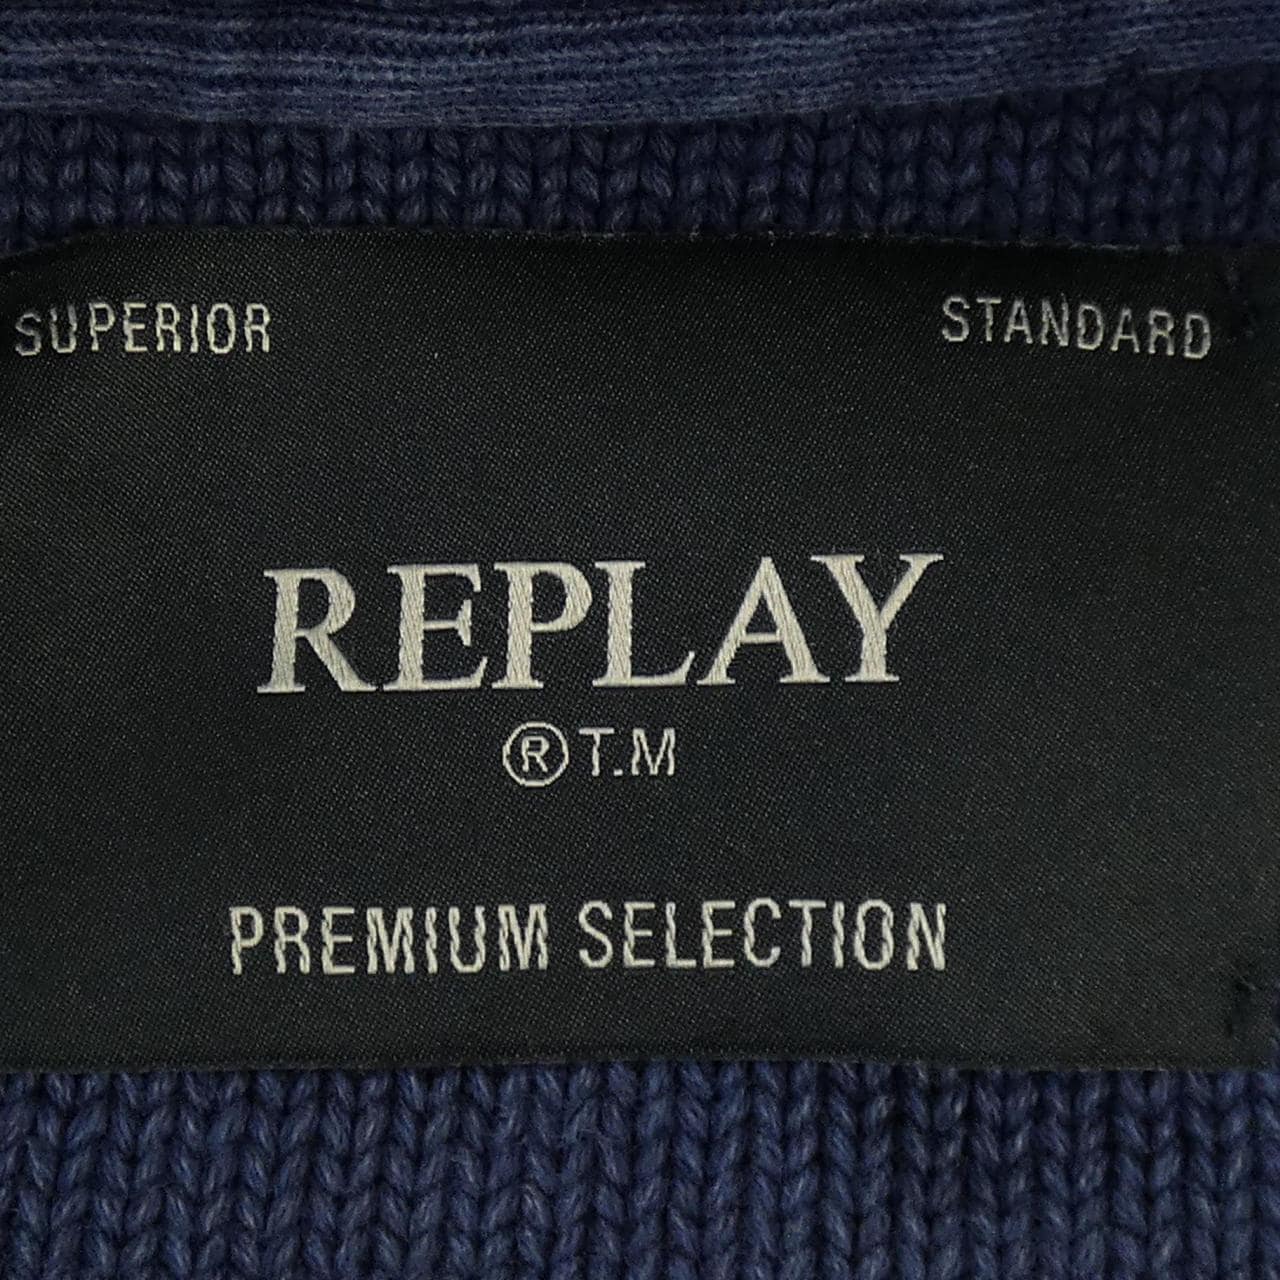 SUPERIOR STANDARD
REPLAY
® T.M
PREMIUM SELECTION